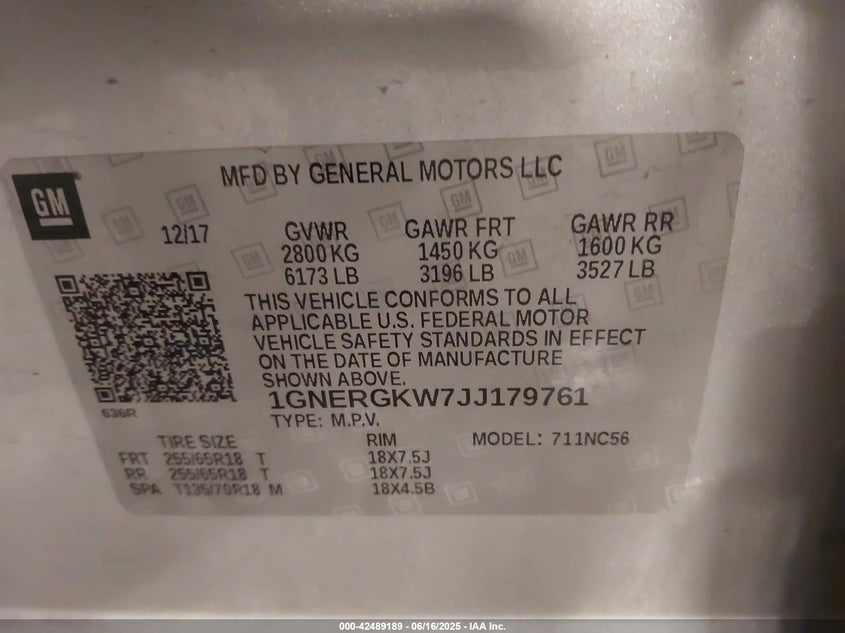 GM
MFD BY GENERAL MOTORS LLC
12/17
GVWR
2800 KG
6173 LB
GAWR FRT
1450 KG
3196 LB
GAWR RR
1600 KG
3527 LB
THIS VEHICLE CONFORMS TO ALL
APPLICABLE U.S. FEDERAL MOTOR
VEHICLE SAFETY STANDARDS IN EFFECT
ON THE DATE OF MANUFACTURE
SHOWN ABOVE.
1GNERGKW7JJ179761
636R
TYPE: M.P.V.
TIRE SIZE RIM MODEL: 711NC56
FRT 255/65R18 T 18X7.5J
RR 255/65R18 T 18X7.5J
SPA T135/70R18 M 18X4.5B
000-42489189 - 06/16/2025 - IAA Inc.